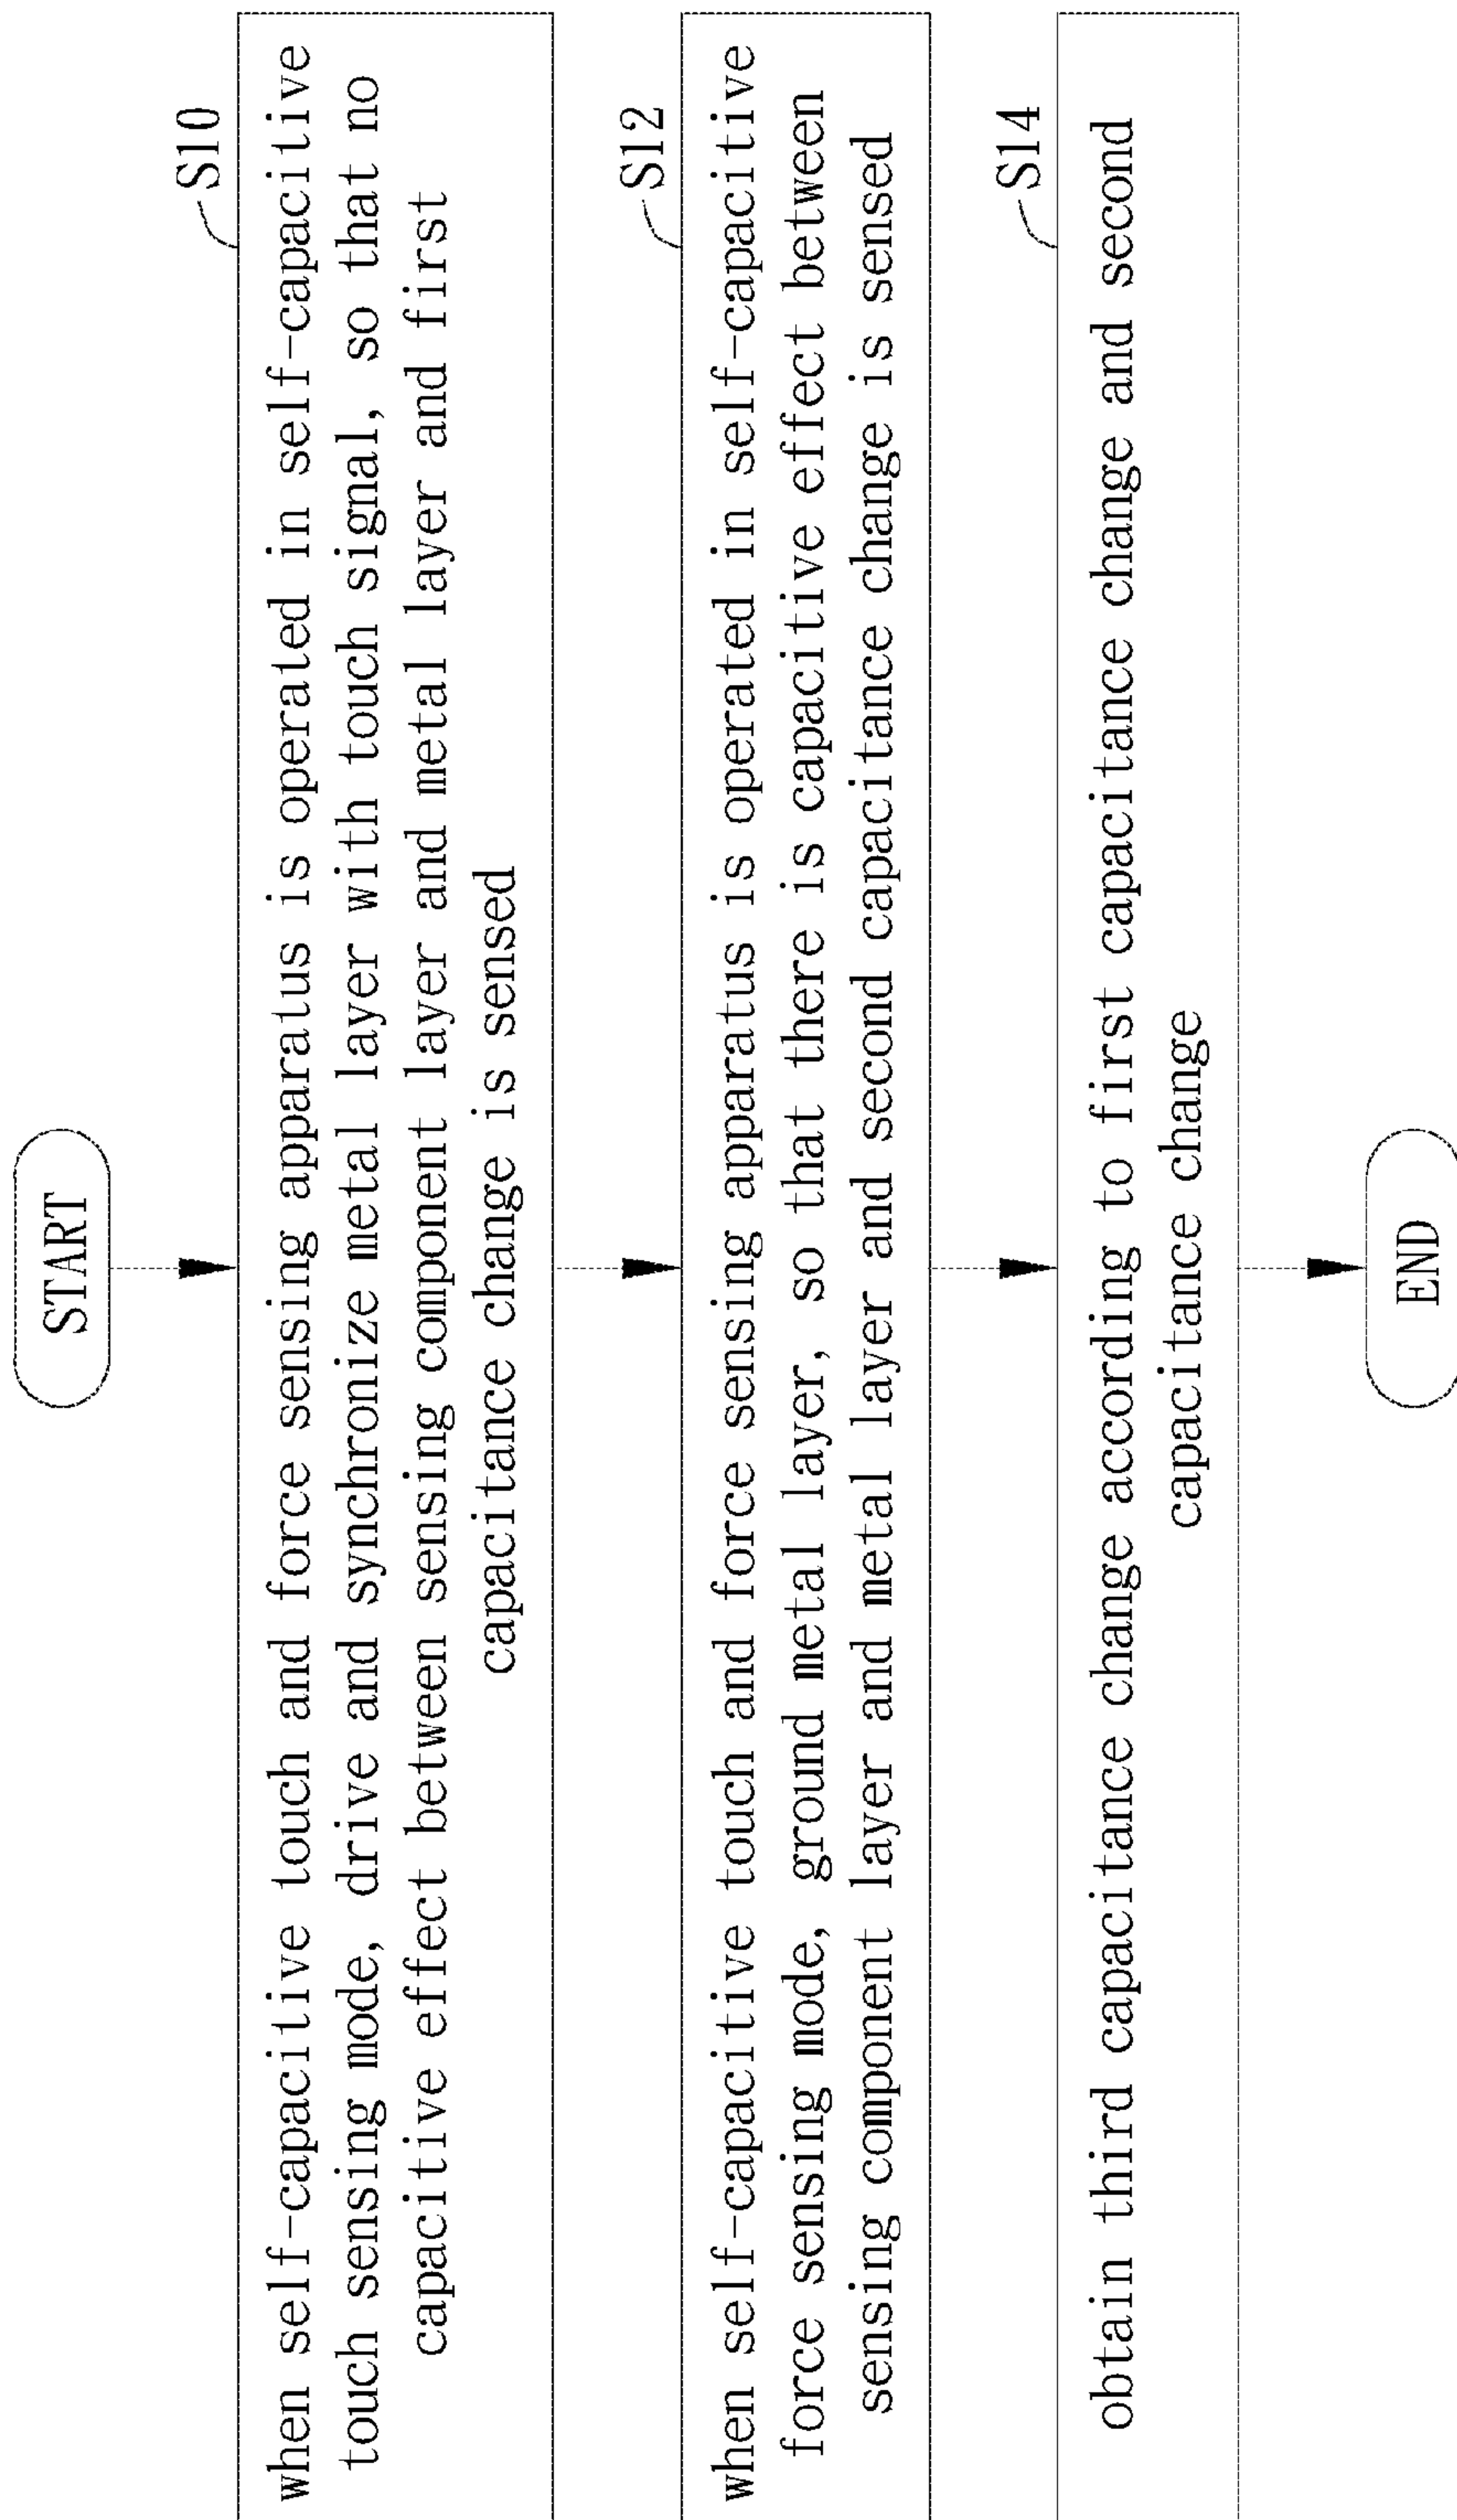 START
S10
when self-capacitive touch and force sensing apparatus is operated in self-capacitive
touch sensing mode, drive and synchronize metal layer with touch signal, so that no
capacitive effect between sensing component layer and metal layer and first
capacitance change is sensed
S12
when self-capacitive touch and force sensing apparatus is operated in self-capacitive
force sensing mode, ground metal layer, so that there is capacitive effect between
sensing component layer and metal layer and second capacitance change is sensed
S14
obtain third capacitance change according to first capacitance change and second
capacitance change
END